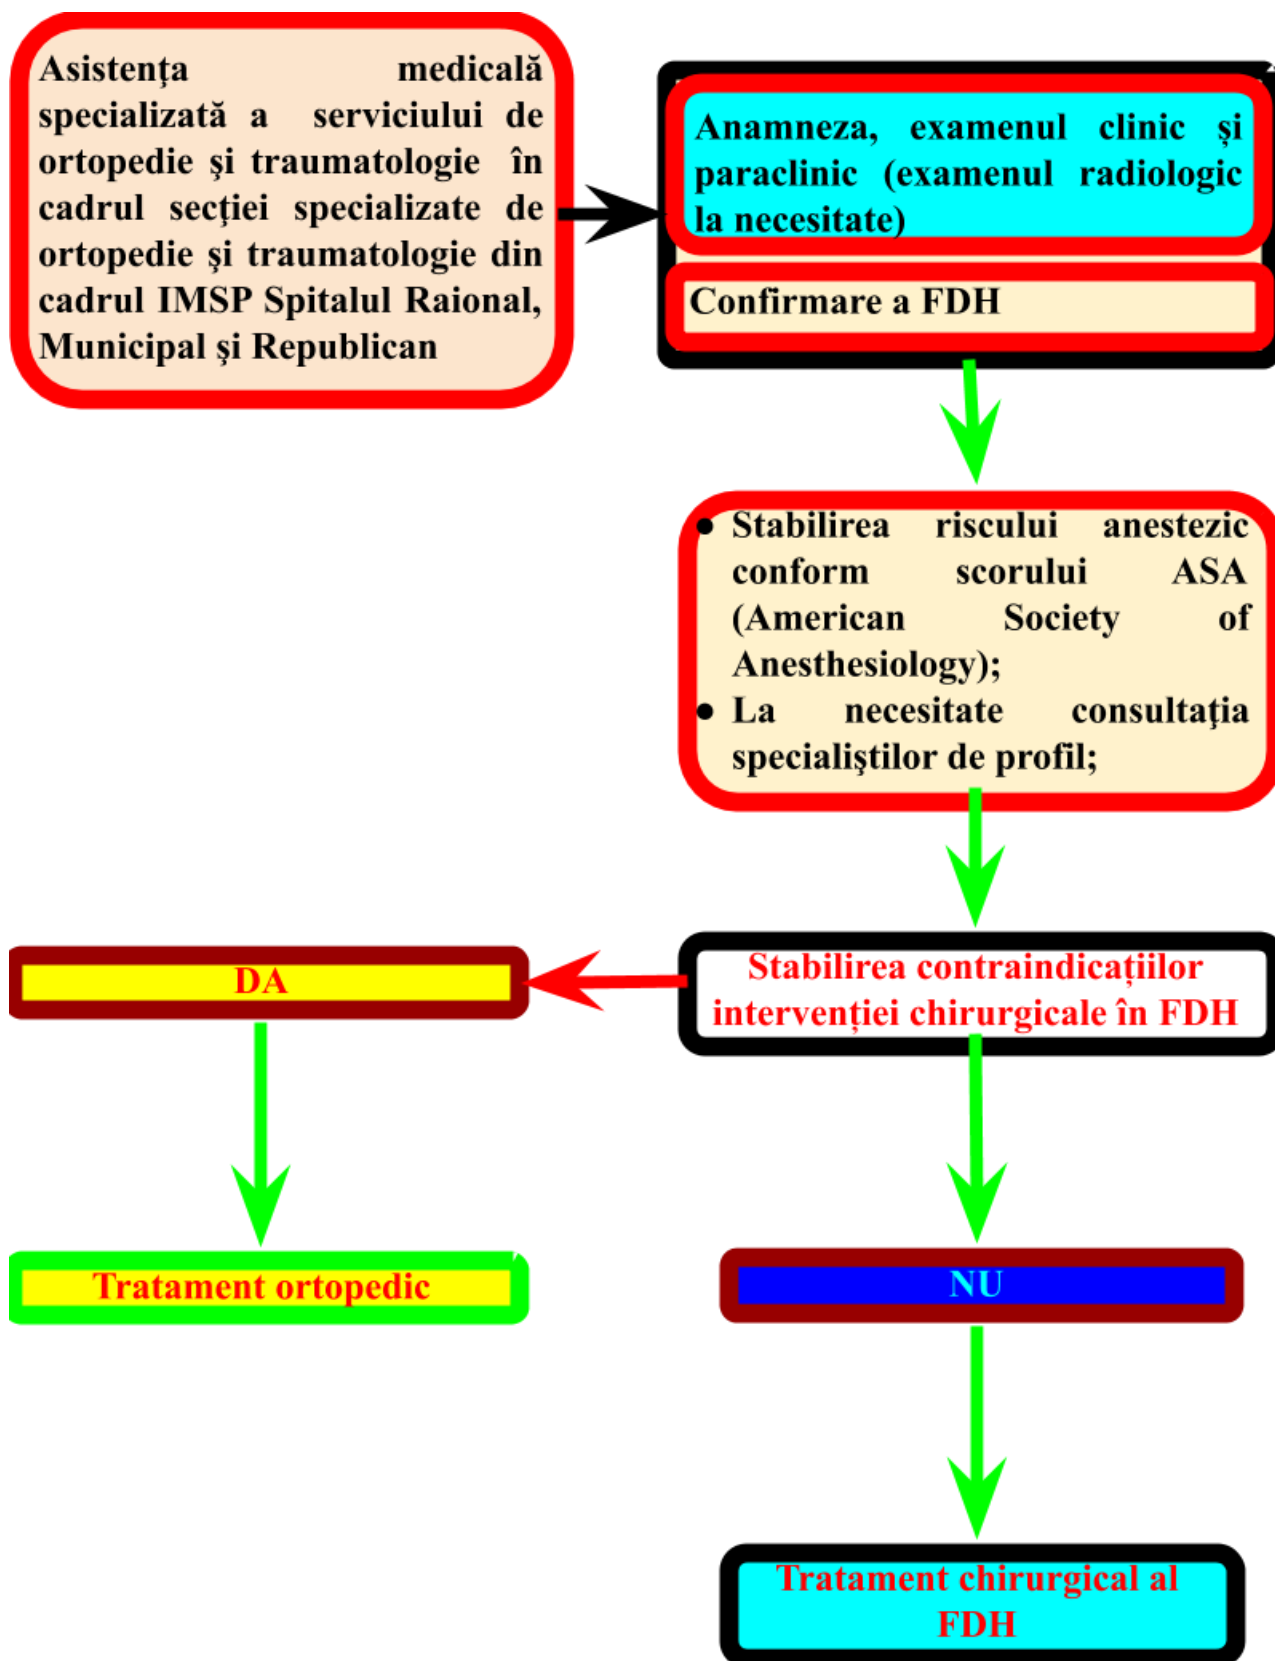 Asistenţa medicală
specializată a serviciului de
ortopedie şi traumatologie în
cadrul secţiei specializate de
ortopedie şi traumatologie din
cadrul IMSP Spitalul Raional,
Municipal şi Republican
Anamneza, examenul clinic și
paraclinic (examenul radiologic
la necesitate)
Confirmare a FDH
● Stabilirea riscului anestezic
conform scorului ASA
(American Society of
Anesthesiology);
● La necesitate consultaţia
specialiştilor de profil;
Stabilirea contraindicațiilor
intervenției chirurgicale în FDH
DA
Tratament ortopedic
NU
Tratament chirurgical al
FDH